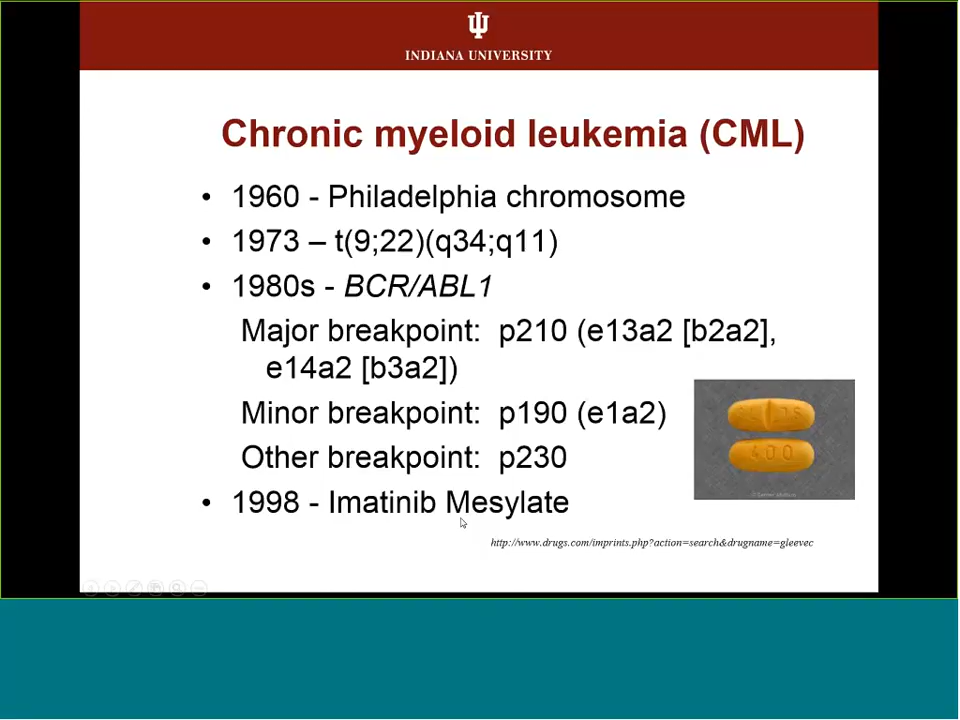 INDIANA UNIVERSITY
Chronic myeloid leukemia (CML)
• 1960 - Philadelphia chromosome
• 1973 – t(9;22)(q34;q11)
• 1980s - BCR/ABL1
Major breakpoint: p210 (e13a2 [b2a2],
e14a2 [b3a2])
Minor breakpoint: p190 (e1a2)
400
Other breakpoint: p230
• 1998 - Imatinib Mesylate
http://www.drugs.com/imprints.php?action=search&drugname=gleevec